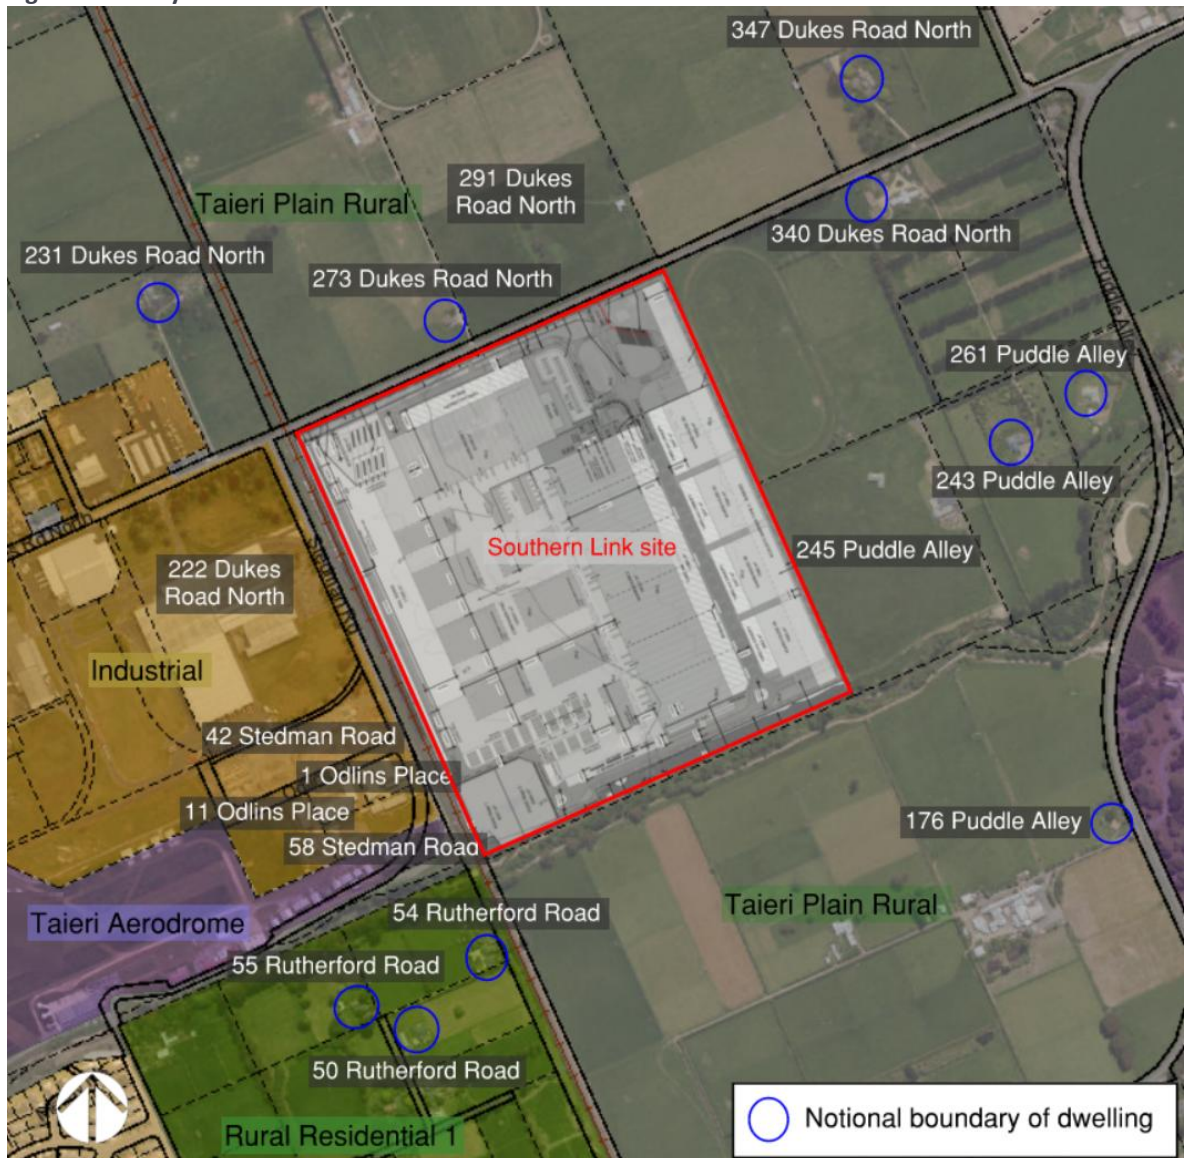 347 Dukes Road North
291 Dukes
Road North
Taieri Plain Rural
340 Dukes Road North
231 Dukes Road North
273 Dukes Road North
Puddle Alley
261 Puddle Alley
243 Puddle Alley
Southern Link site
245 Puddle Alley
222 Dukes
Road North
Stedman Rd
Industrial
42 Stedman Road
1 Odlins Place
11 Odlins Place
58 Stedman Road
176 Puddle Alley
Taieri Plain Rural
54 Rutherford Road
Taieri Aerodrome
55 Rutherford Road
50 Rutherford Road
Notional boundary of dwelling
Rural Residential 1